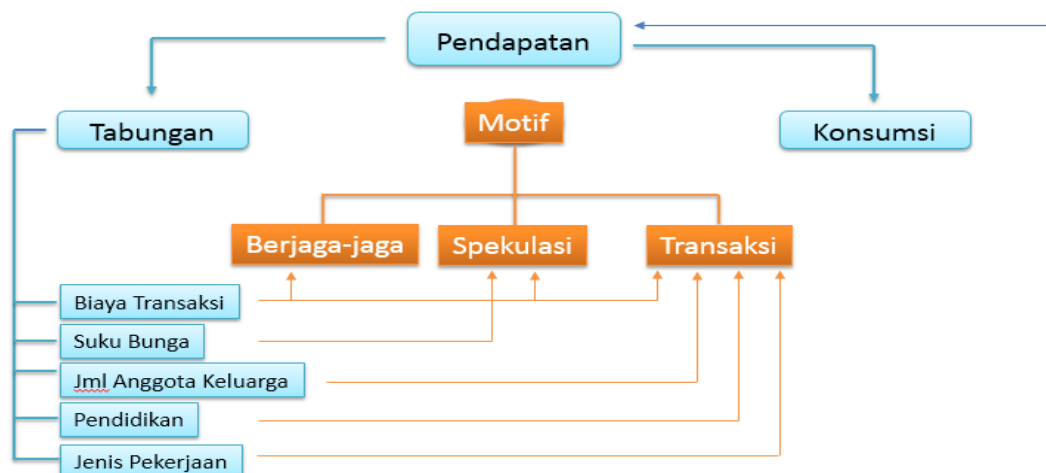 Pendapatan
Tabungan
Motif
Konsumsi
Berjaga-jaga
Spekulasi
Transaksi
Biaya Transaksi
Suku Bunga
Jml Anggota Keluarga
Pendidikan
Jenis Pekerjaan